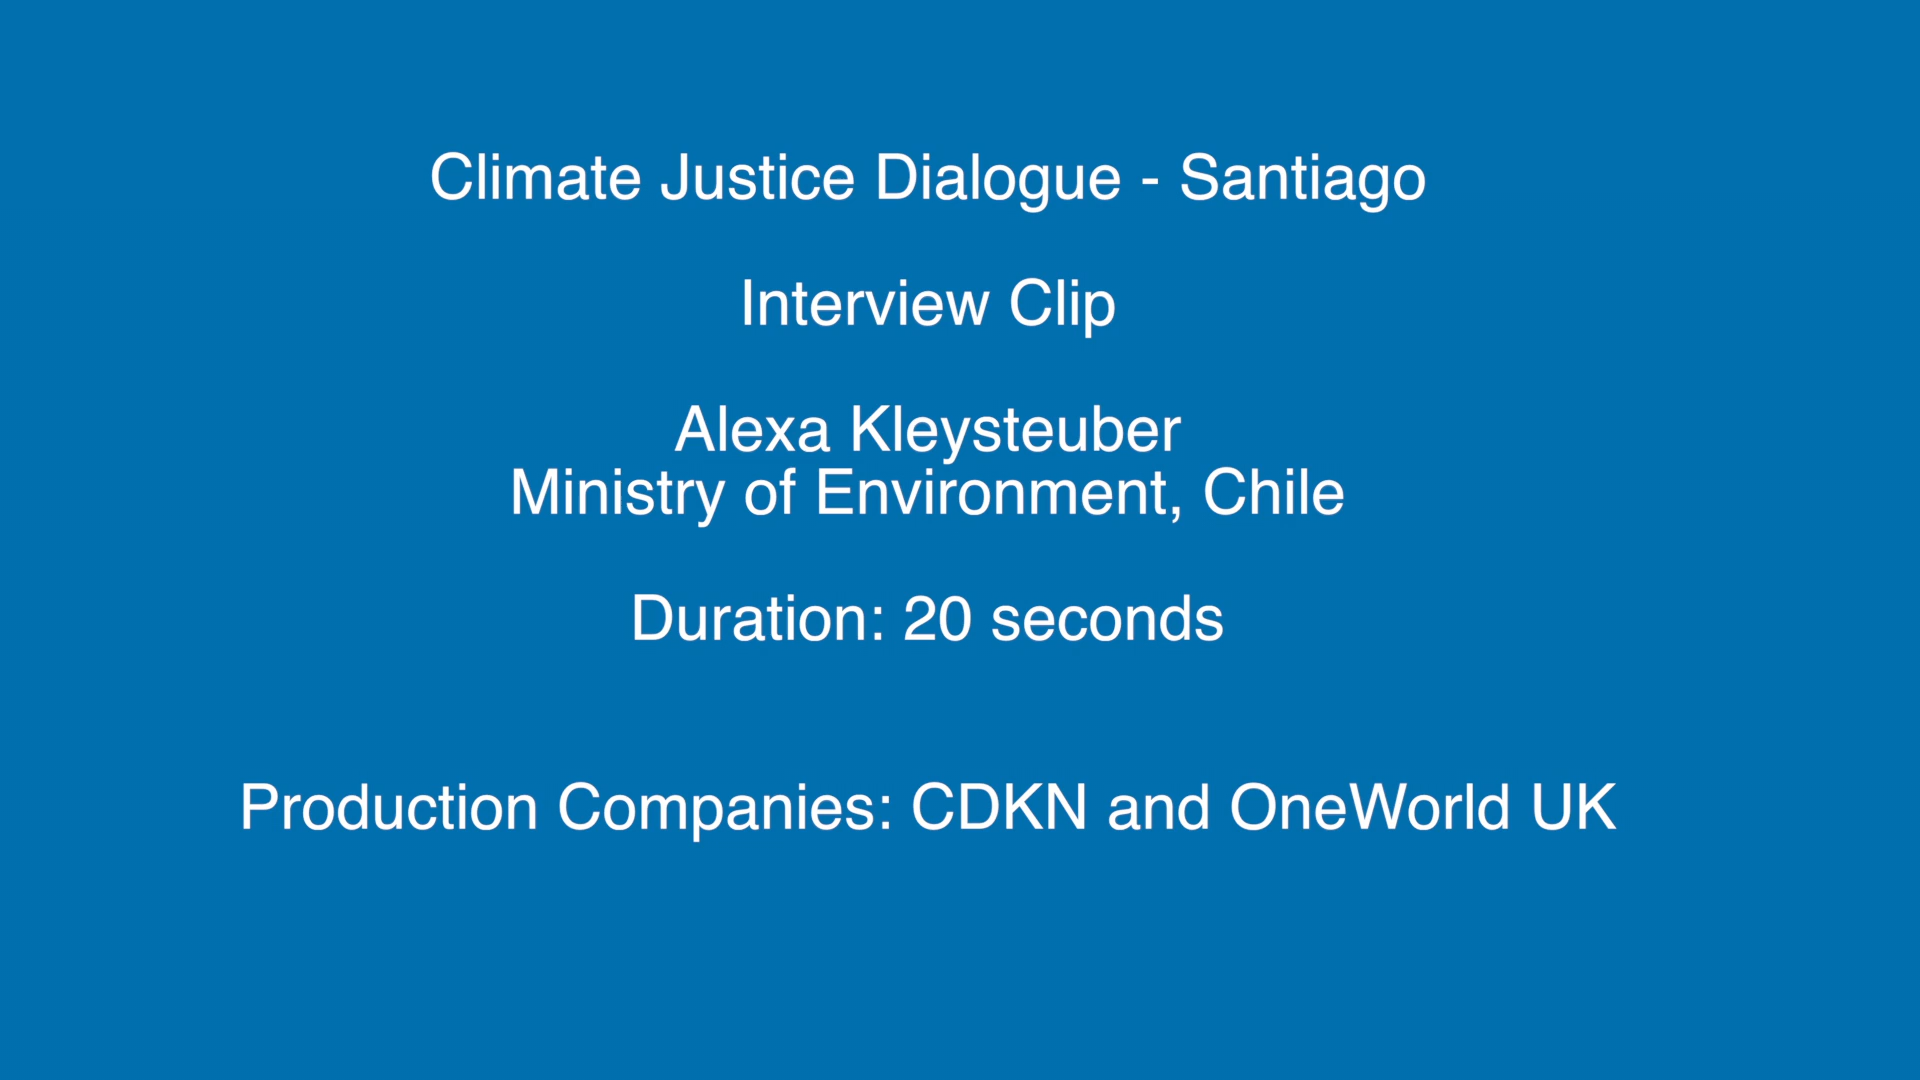 Climate Justice Dialogue - Santiago
Interview Clip
Alexa Kleysteuber
Ministry of Environment, Chile
Duration: 20 seconds
Production Companies: CDKN and OneWorld UK